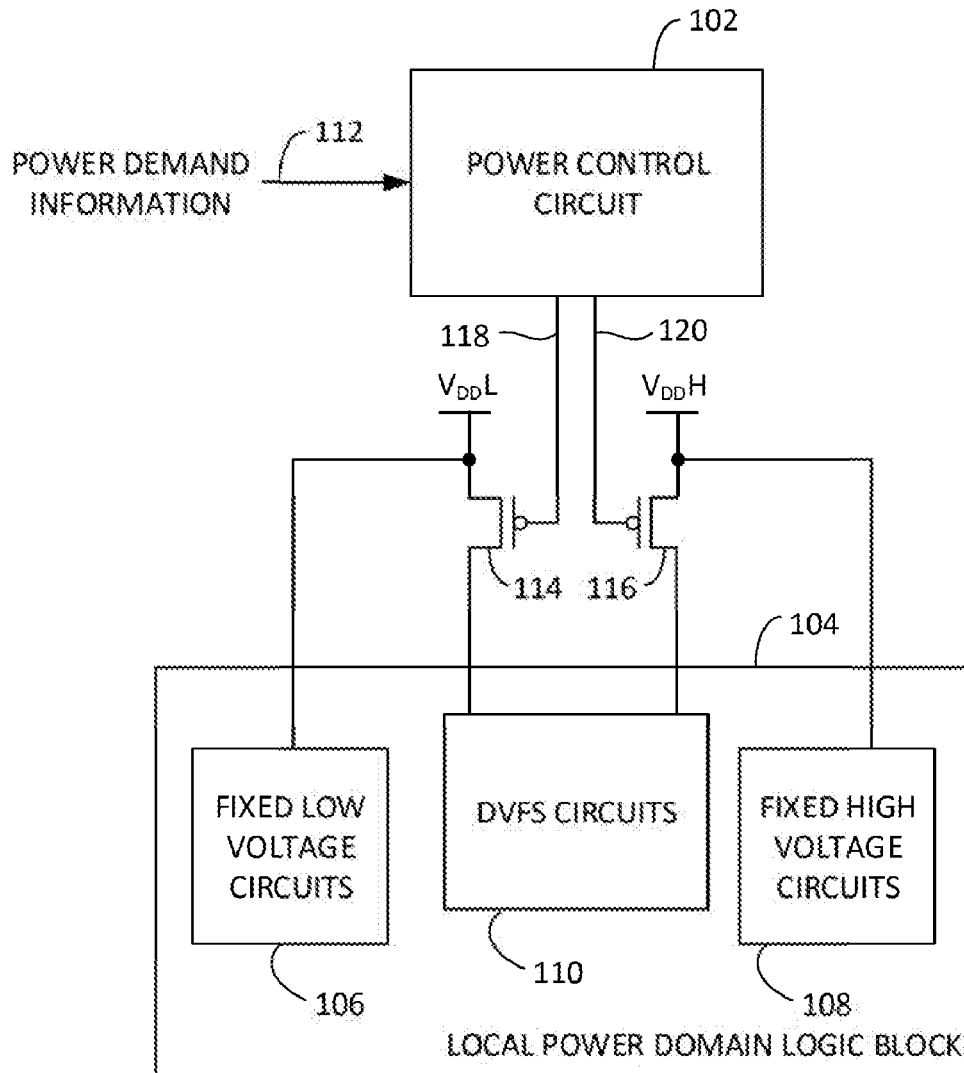 102
112
POWER DEMAND
INFORMATION
POWER CONTROL
CIRCUIT
118
120
VDDL
VDDH
114
116
104
FIXED LOW
VOLTAGE
CIRCUITS
DVFS CIRCUITS
FIXED HIGH
VOLTAGE
CIRCUITS
106
110
108
LOCAL POWER DOMAIN LOGIC BLOCK